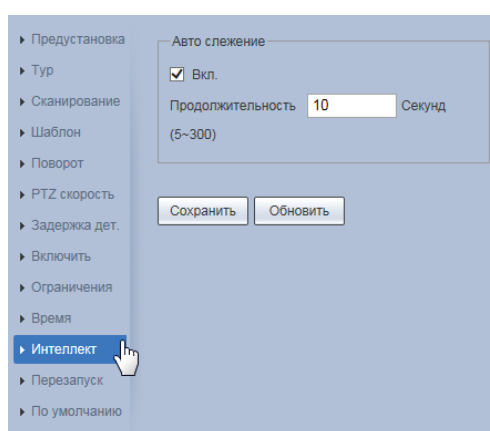 Предустановка
Тур
Сканирование
Шаблон
Поворот
PTZ скорость
Задержка дет.
Включить
Ограничения
Время
Интеллект
Перезапуск
По умолчанию
Авто слежение
Вкл.
Продолжительность 10 Секунд
(5~300)
Сохранить Обновить